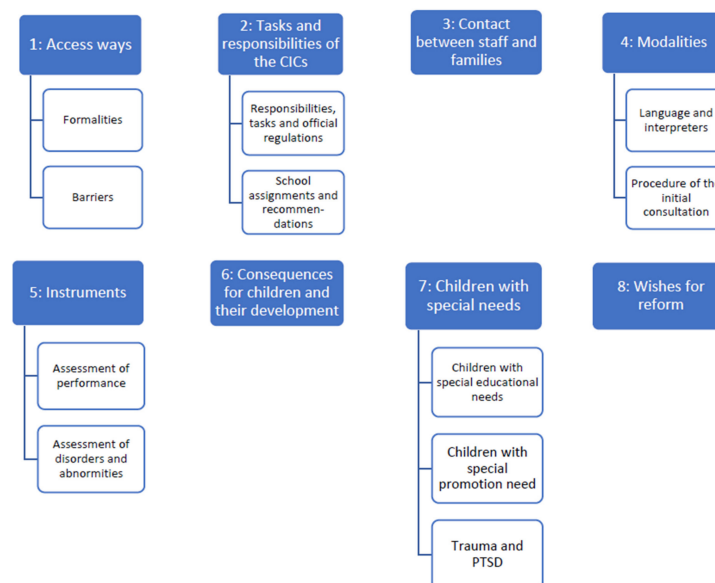 1: Access ways
Formalities
Barriers
2: Tasks and
responsibilities of
the CICs
Responsibilities,
tasks and official
regulations
School
assignments and
recommen-
dations
3: Contact
between staff and
families
4: Modalities
Language and
interpreters
Procedure of the
initial
consultation
5: Instruments
Assessment of
performance
Assessment of
disorders and
abnormities
6: Consequences
for children and
their development
7: Children with
special needs
Children with
special educational
needs
Children with
special
promotion need
Trauma and
PTSD
8: Wishes for
reform